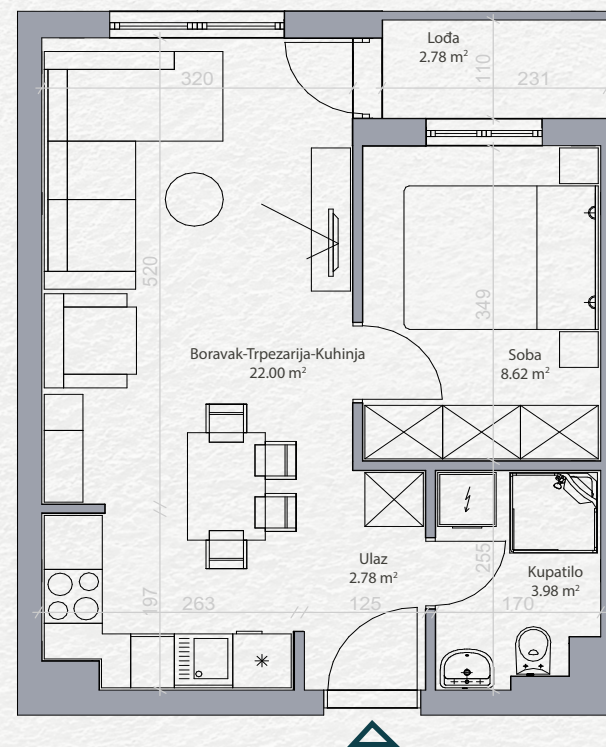 Lođa
2.78 m²
320
110
231
520
349
Boravak-Trpezarija-Kuhinja
22.00 m²
Soba
8.62 m²
Ulaz
2.78 m²
255
Kupatilo
3.98 m²
197
263
125
170